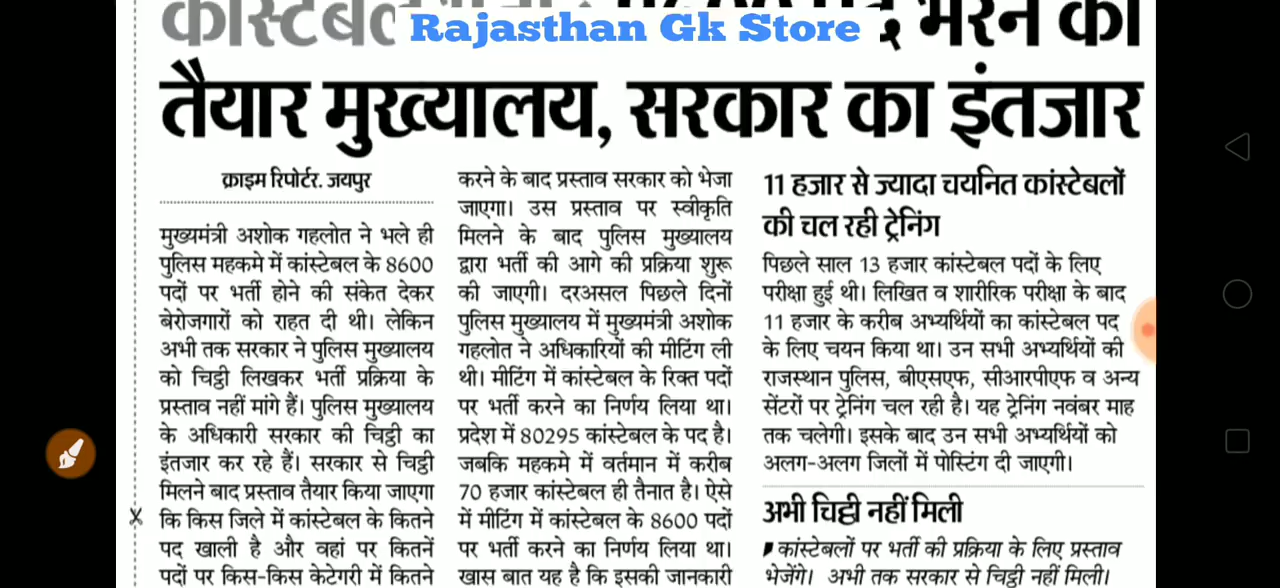 Rajasthan Gk Store
कांस्टेबल
भरने को
तैयार मुख्यालय, सरकार का इंतजार
क्राइम रिपोर्टर. जयपुर
मुख्यमंत्री अशोक गहलोत ने भले ही
पुलिस महकमे में कांस्टेबल के 8600
पदों पर भर्ती होने की संकेत देकर
बेरोजगारों को राहत दी थी। लेकिन
अभी तक सरकार ने पुलिस मुख्यालय
को चिट्ठी लिखकर भर्ती प्रक्रिया के
प्रस्ताव नहीं मांगे हैं। पुलिस मुख्यालय
के अधिकारी सरकार की चिट्ठी का
इंतजार कर रहे हैं। सरकार से चिट्ठी
मिलने बाद प्रस्ताव तैयार किया जाएगा
कि किस जिले में कांस्टेबल के कितने
पद खाली है और वहां पर कितनें
पदों पर किस-किस केटेगरी में कितने
करने के बाद प्रस्ताव सरकार को भेजा
जाएगा। उस प्रस्ताव पर स्वीकृति
मिलने के बाद पुलिस मुख्यालय
द्वारा भर्ती की आगे की प्रक्रिया शुरू
की जाएगी। दरअसल पिछले दिनों
पुलिस मुख्यालय में मुख्यमंत्री अशोक
गहलोत ने अधिकारियों की मीटिंग ली
थी। मीटिंग में कांस्टेबल के रिक्त पदों
पर भर्ती करने का निर्णय लिया था।
प्रदेश में 80295 कांस्टेबल के पद है।
जबकि महकमे में वर्तमान में करीब
70 हजार कांस्टेबल ही तैनात है। ऐसे
में मीटिंग में कांस्टेबल के 8600 पदों
पर भर्ती करने का निर्णय लिया था।
खास बात यह है कि इसकी जानकारी
11 हजार से ज्यादा चयनित कांस्टेबलों
की चल रही ट्रेनिंग
पिछले साल 13 हजार कांस्टेबल पदों के लिए
परीक्षा हुई थी। लिखित व शारीरिक परीक्षा के बाद
11 हजार के करीब अभ्यर्थियों का कांस्टेबल पद
के लिए चयन किया था। उन सभी अभ्यर्थियों की
राजस्थान पुलिस, बीएसएफ, सीआरपीएफ व अन्य
सेंटरों पर ट्रेनिंग चल रही है। यह ट्रेनिंग नवंबर माह
तक चलेगी। इसके बाद उन सभी अभ्यर्थियों को
अलग-अलग जिलों में पोस्टिंग दी जाएगी।
अभी चिट्ठी नहीं मिली
कांस्टेबलों पर भर्ती की प्रक्रिया के लिए प्रस्ताव
भेजेंगे। अभी तक सरकार से चिट्ठी नहीं मिली।